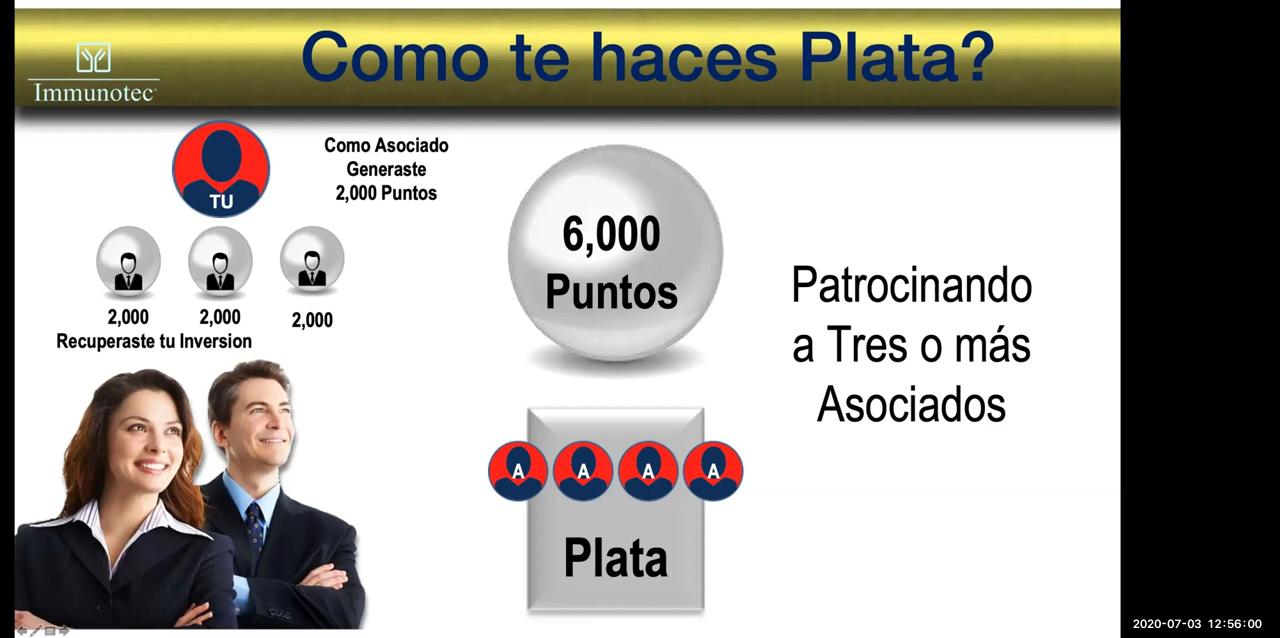 Como te haces Plata?
Immunotec
TU
Como Asociado
Generaste
2,000 Puntos
2,000
2,000
2,000
Recuperaste tu Inversion
6,000
Puntos
Patrocinando
a Tres o más
Asociados
A A A A
Plata
2020-07-03 12:56:00